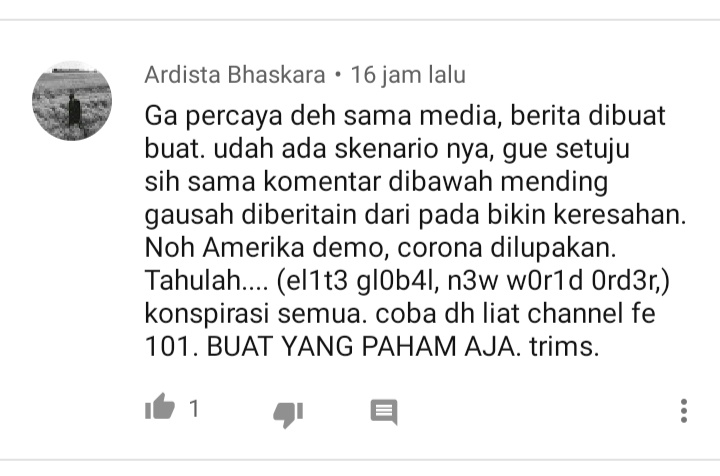 Ardista Bhaskara • 16 jam lalu
Ga percaya deh sama media, berita dibuat
buat. udah ada skenario nya, gue setuju
sih sama komentar dibawah mending
gausah diberitain dari pada bikin keresahan.
Noh Amerika demo, corona dilupakan.
Tahulah.... (el1t3 gl0b4l, n3w w0r1d 0rd3r,)
konspirasi semua. coba dh liat channel fe
101. BUAT YANG PAHAM AJA. trims.
1